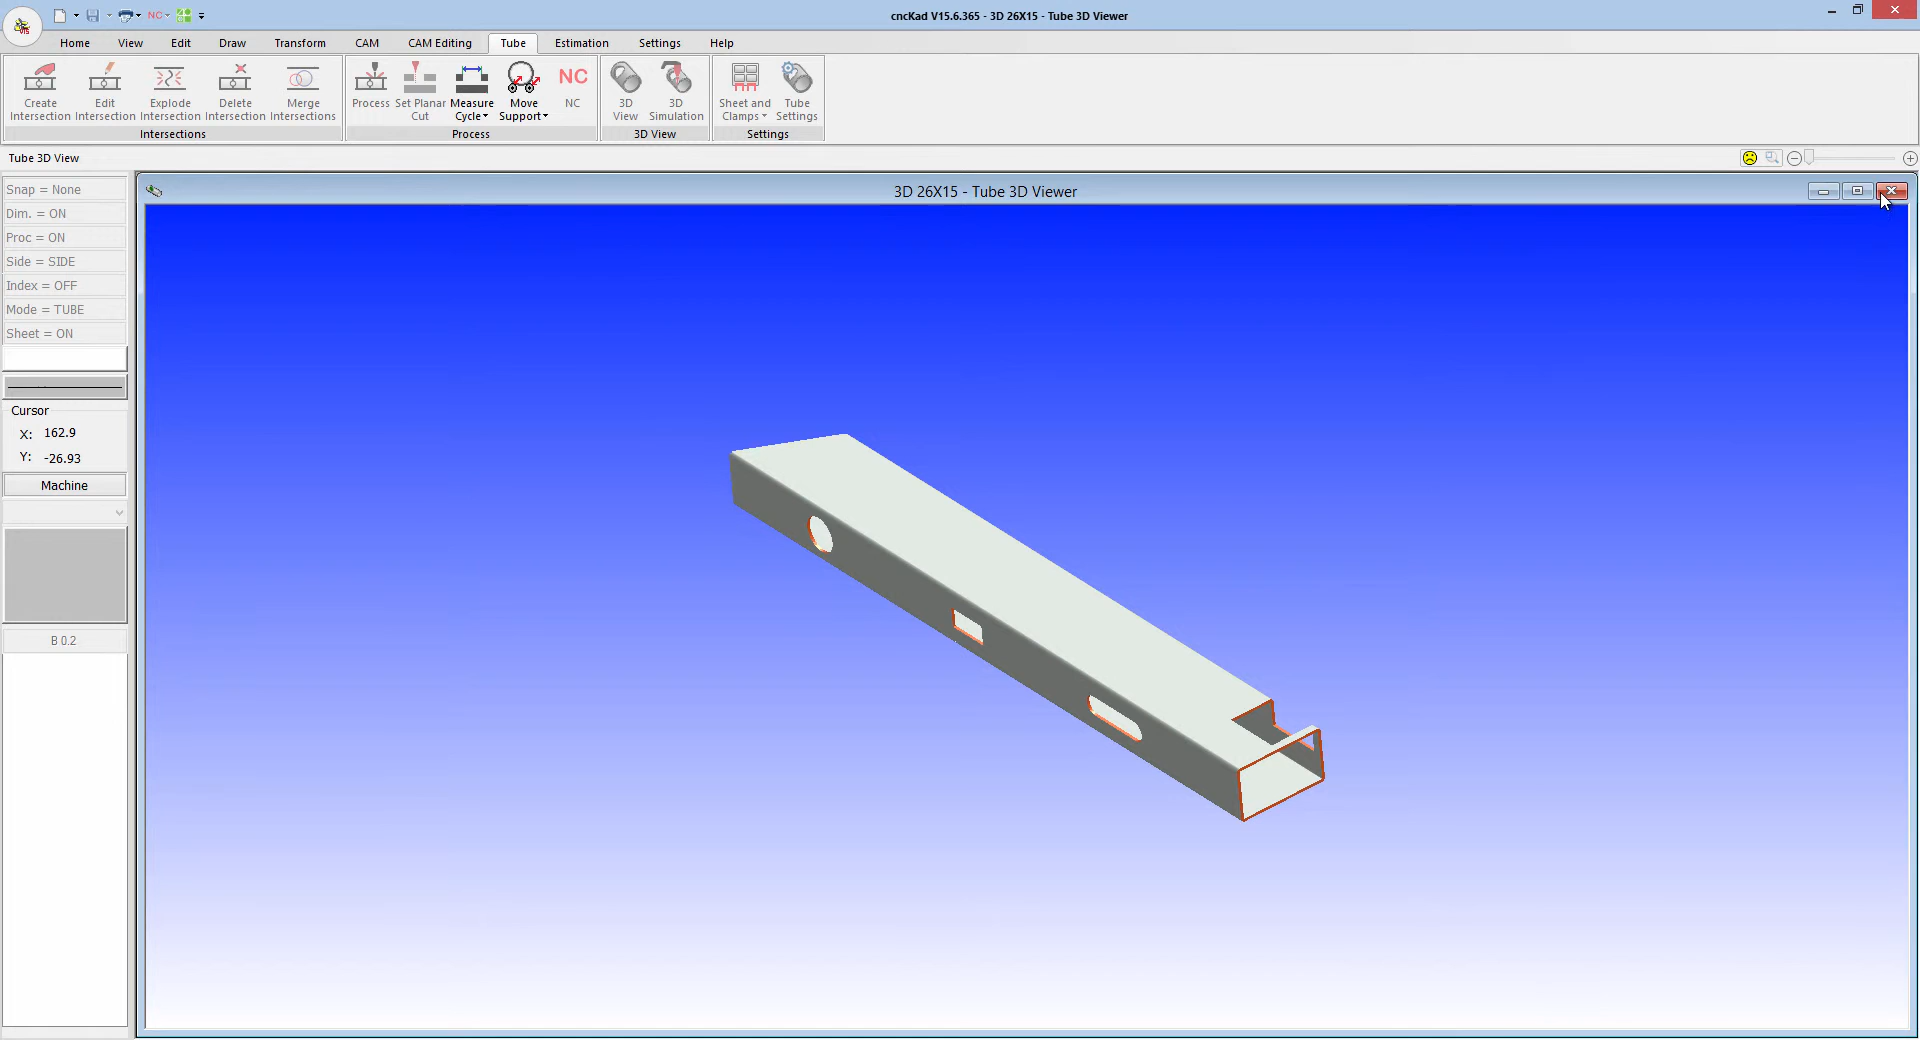 NC
cncKad V15.6.365 - 3D 26X15 - Tube 3D Viewer
Home View Edit Draw Transform CAM CAM Editing Tube Estimation Settings Help
Create Intersection
Edit Intersection
Explode Intersection
Delete Intersection
Merge Intersections
Process
Set Planar Cut
Measure Cycle
Move Support
NC
NC
3D View
3D Simulation
Sheet and Clamps
Tube Settings
Intersections Process 3D View Settings
Tube 3D View
3D 26X15 - Tube 3D Viewer
Snap = None
Dim. = ON
Proc = ON
Side = SIDE
Index = OFF
Mode = TUBE
Sheet = ON
Cursor
X: 162.9
Y: -26.93
Machine
B 0.2